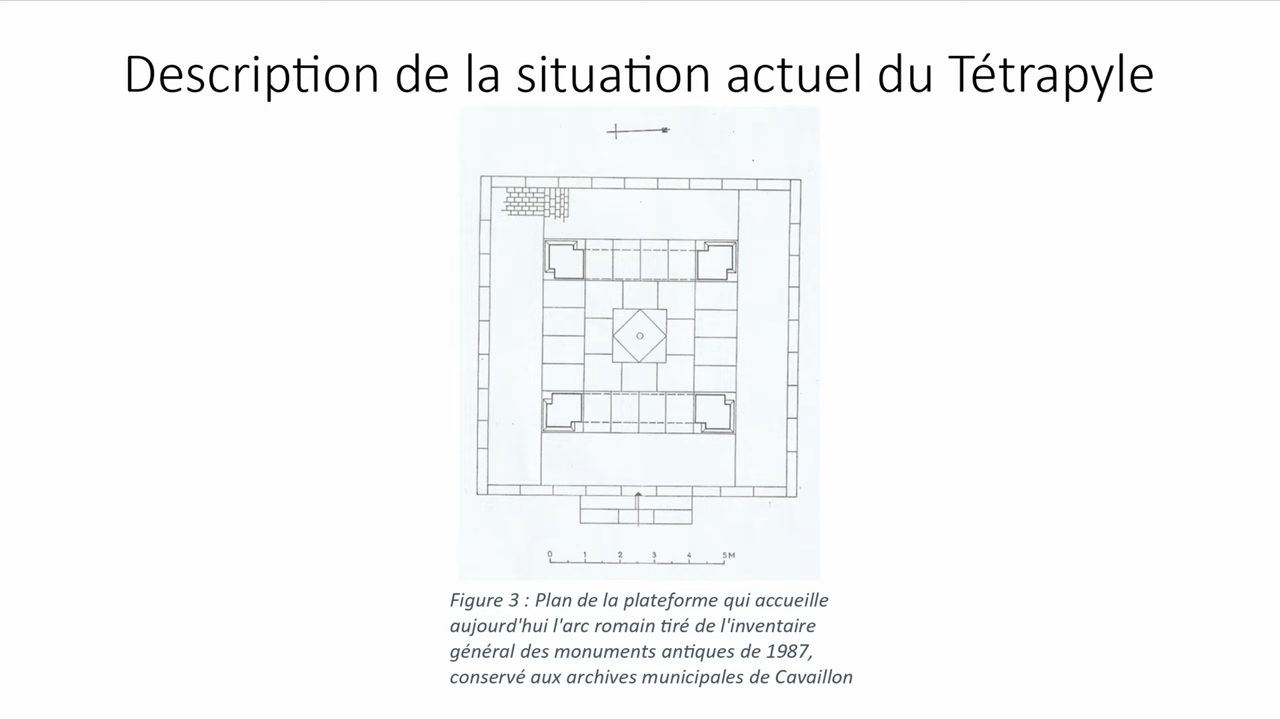 Description de la situation actuel du Tétrapyle
0 1 2 3 4 5M
Figure 3 : Plan de la plateforme qui accueille
aujourd'hui l'arc romain tiré de l'inventaire
général des monuments antiques de 1987,
conservé aux archives municipales de Cavaillon